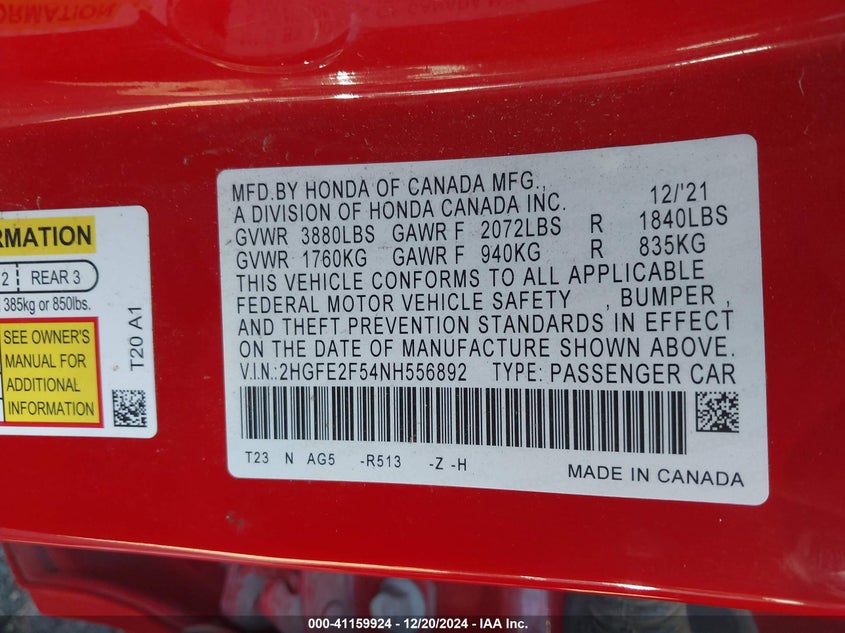 MFD.BY HONDA OF CANADA MFG., 12/'21
A DIVISION OF HONDA CANADA INC.
GVWR 3880LBS GAWR F 2072LBS R 1840LBS
GVWR 1760KG GAWR F 940KG R 835KG
THIS VEHICLE CONFORMS TO ALL APPLICABLE
FEDERAL MOTOR VEHICLE SAFETY , BUMPER ,
AND THEFT PREVENTION STANDARDS IN EFFECT
ON THE DATE OF MANUFACTURE SHOWN ABOVE.
V.I.N.:2HGFE2F54NH556892 TYPE: PASSENGER CAR
T23 N AG5 -R513 -Z -H
MADE IN CANADA
RMATION
2 REAR 3
385kg or 850lbs.
SEE OWNER'S
MANUAL FOR
ADDITIONAL
INFORMATION
T20 A1
000-41159924 - 12/20/2024 - IAA Inc.